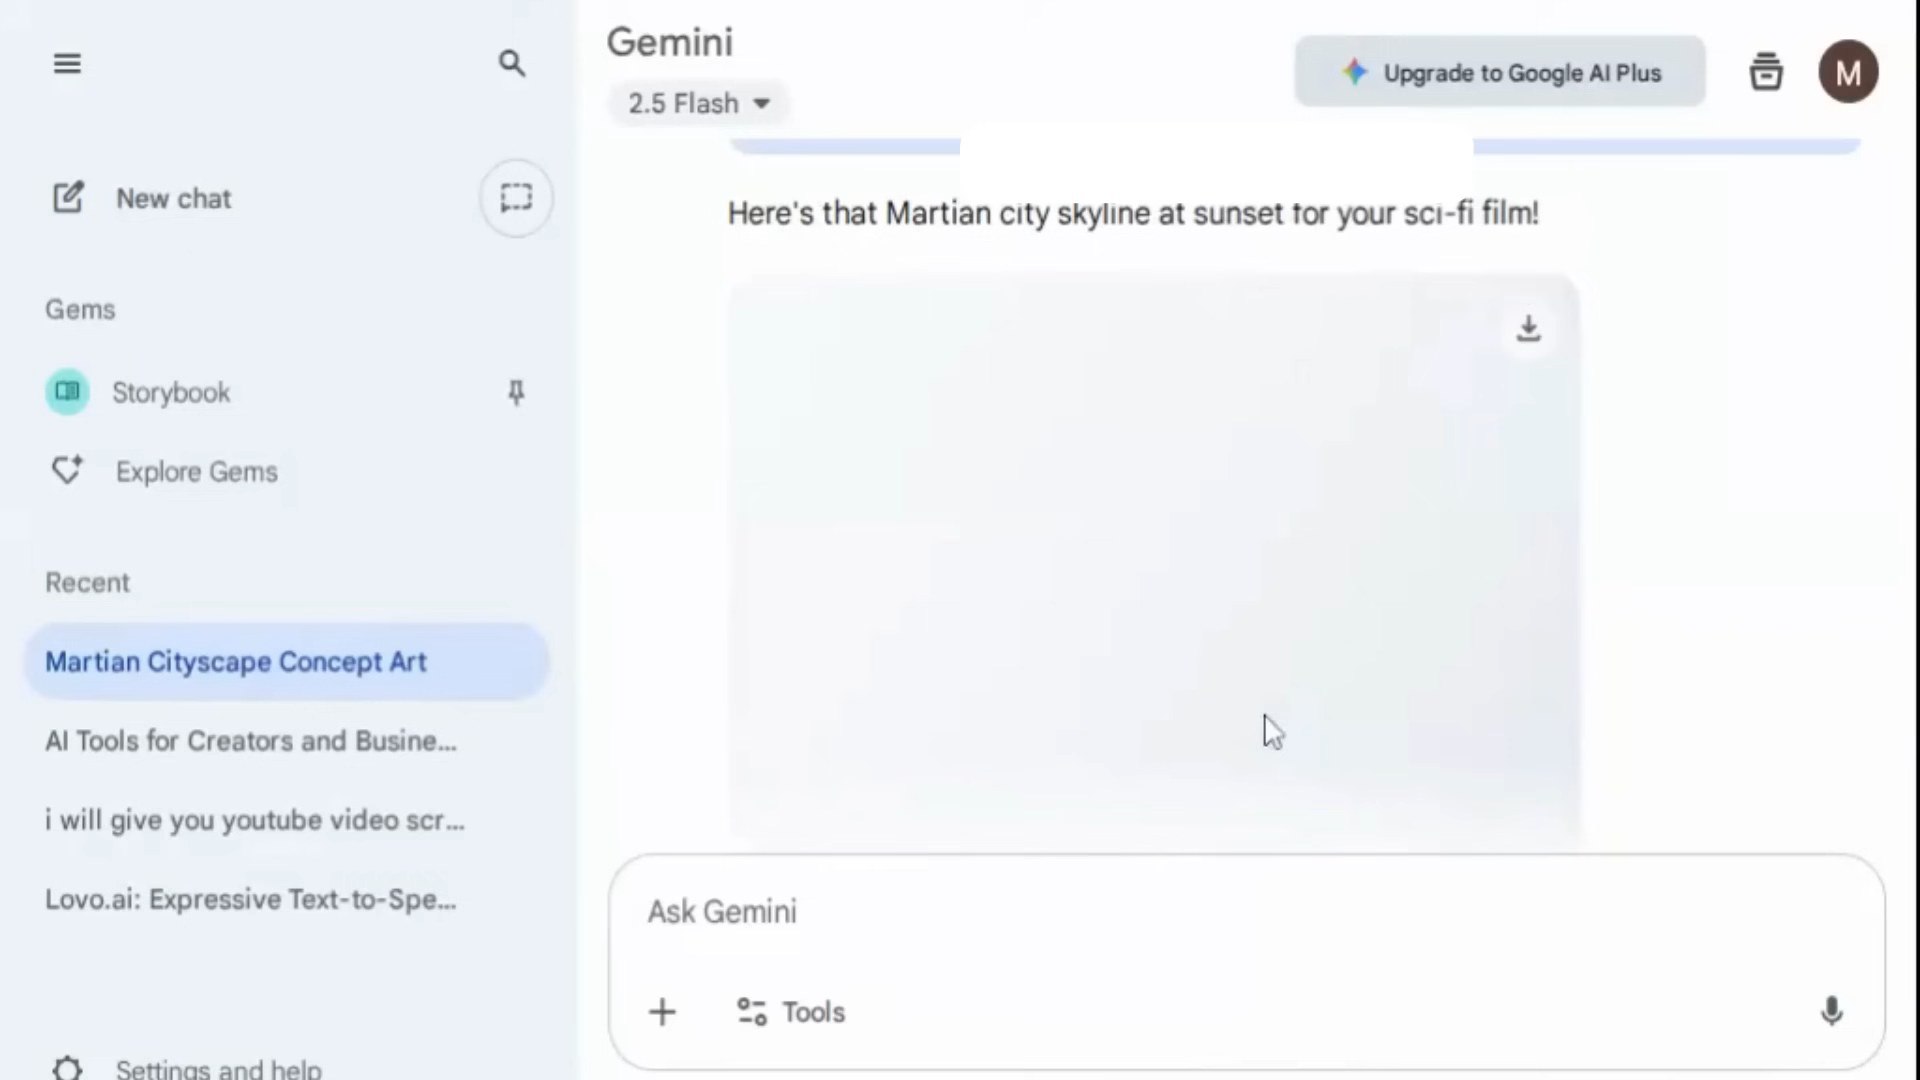 Gemini
2.5 Flash
Upgrade to Google AI Plus
M
New chat
Gems
Storybook
Explore Gems
Recent
Martian Cityscape Concept Art
AI Tools for Creators and Busine...
i will give you youtube video scr...
Lovo.ai: Expressive Text-to-Spe...
Settings and help
Here's that Martian city skyline at sunset for your sci-fi film!
Ask Gemini
Tools